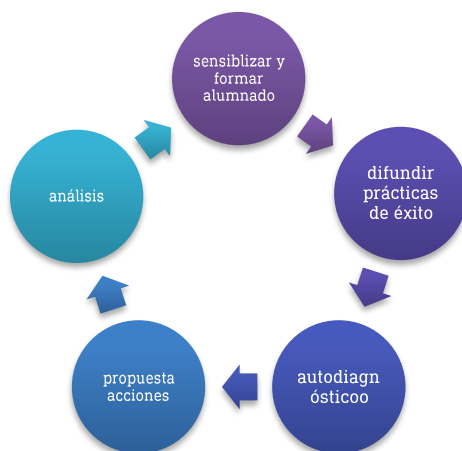 sensiblizar y
formar
alumnado
difundir
prácticas
de éxito
autodiagn
ósticoo
propuesta
acciones
análisis